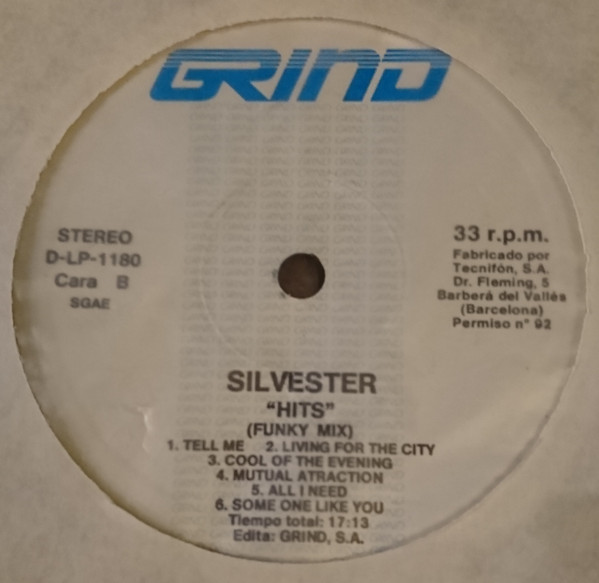 GRIND
STEREO
D-LP-1180
Cara B
SGAE
33 r.p.m.
Fabricado por
Tecnifón, S.A.
Dr. Fleming, 5
Barberá del Vallés
(Barcelona)
Permiso n° 92
SILVESTER
"HITS"
(FUNKY MIX)
1. TELL ME 2. LIVING FOR THE CITY
3. COOL OF THE EVENING
4. MUTUAL ATRACTION
5. ALL I NEED
6. SOME ONE LIKE YOU
Tiempo total: 17:13
Edita: GRIND, S.A.